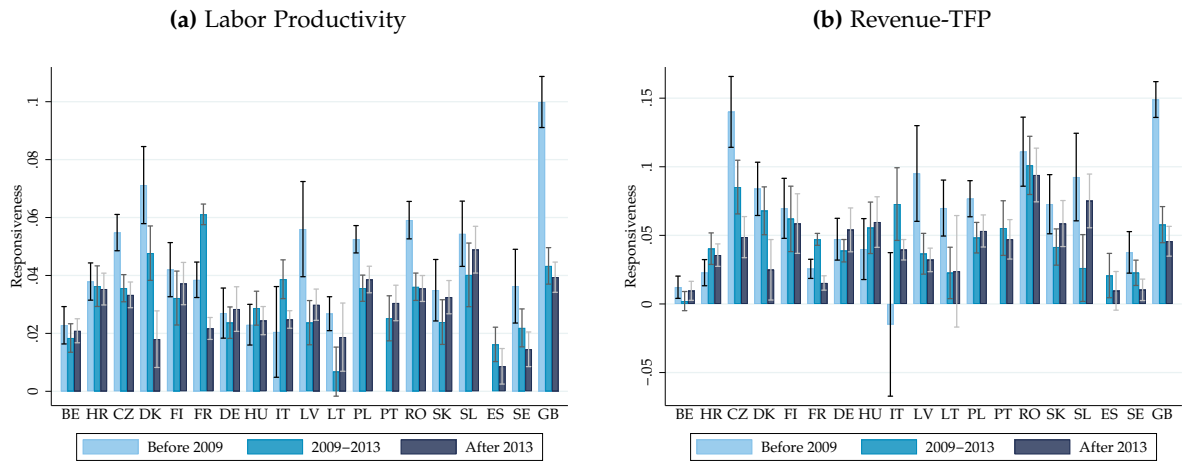 (a) Labor Productivity
Responsiveness
0 .02 .04 .06 .08 .1
BE HR CZ DK FI FR DE HU IT LV LT PL PT RO SK SL ES SE GB
Before 2009 2009–2013 After 2013
(b) Revenue-TFP
Responsiveness
-.05 0 .05 .1 .15
BE HR CZ DK FI FR DE HU IT LV LT PL PT RO SK SL ES SE GB
Before 2009 2009–2013 After 2013